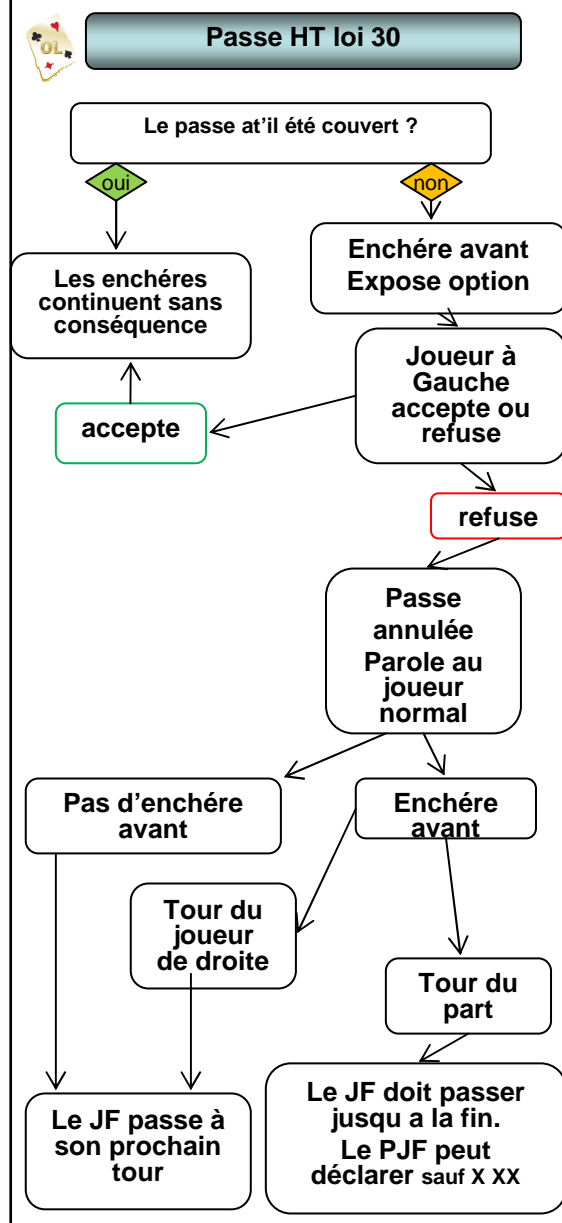 OL
Passe HT loi 30
Le passe at'il été couvert ?
oui
non
Enchére avant
Expose option
Les enchéres
continuent sans
conséquence
Joueur à
Gauche
accepte ou
refuse
accepte
refuse
Passe
annulée
Parole au
joueur
normal
Pas d'enchére
avant
Enchére
avant
Tour du
joueur
de droite
Tour du
part
Le JF passe à
son prochain
tour
Le JF doit passer
jusqu a la fin.
Le PJF peut
déclarer sauf X XX